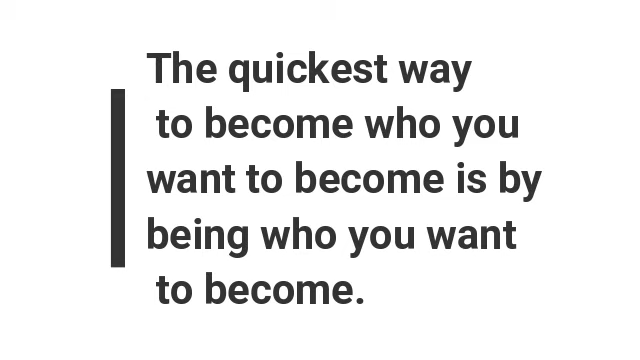 The quickest way
to become who you
want to become is by
being who you want
to become.